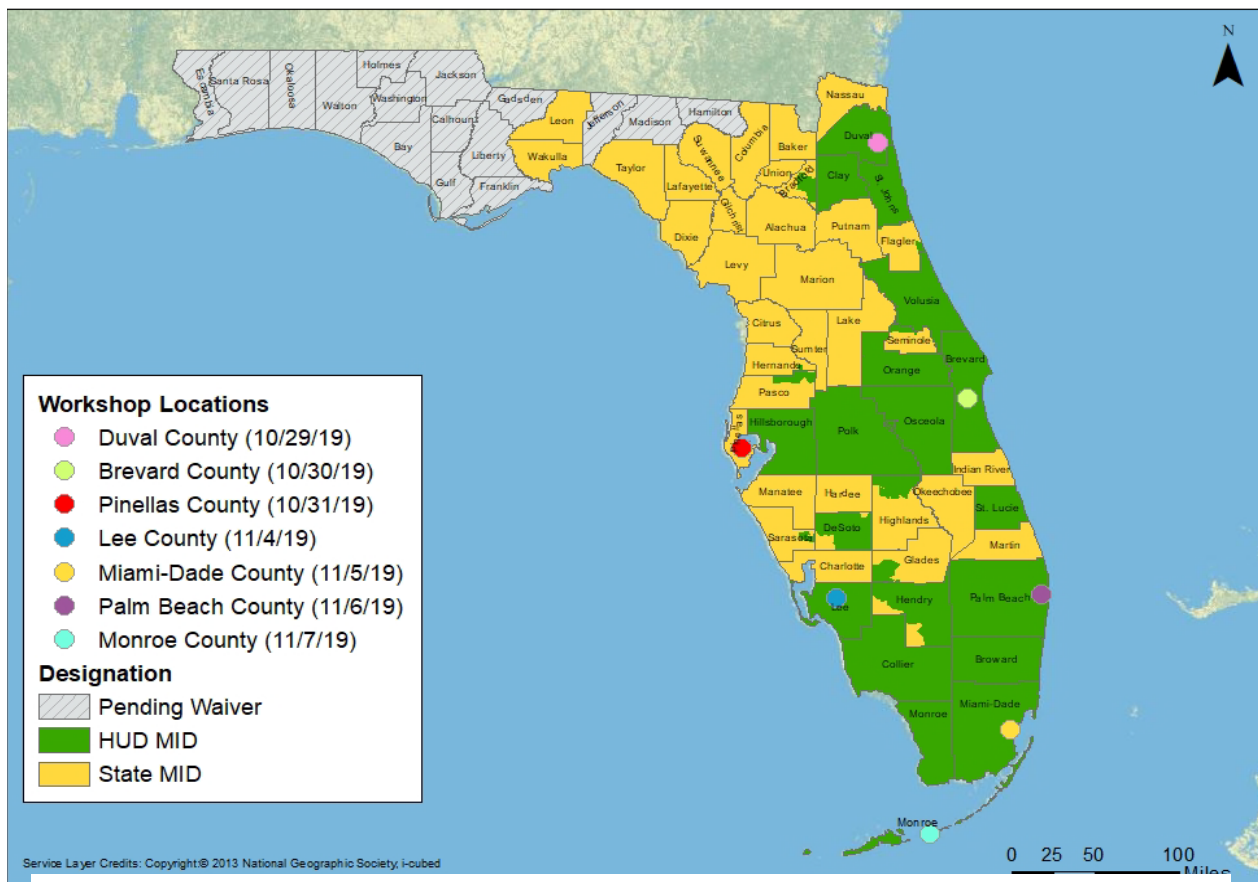 N
Nassau
Holmes
Jackson
Santa Rosa
Okaloosa
Escambia
Walton
Washington
Gadsden
Leon
Jefferson
Madison
Hamilton
Calhoun
Columbia
Baker
Duval
Bay
Liberty
Wakulla
Suwannee
Taylor
Union
Bradford
Clay
Gulf
Franklin
Lafayette
St. Johns
Gilchrist
Alachua
Putnam
Dixie
Flagler
Levy
Marion
Volusia
Citrus
Lake
Sumter
Seminole
Brevard
Hernando
Orange
Pasco
Pinellas
Hillsborough
Polk
Osceola
Indian River
Manatee
Hardee
Okeechobee
Highlands
St. Lucie
DeSoto
Sarasota
Martin
Charlotte
Glades
Lee
Hendry
Palm Beach
Collier
Broward
Miami-Dade
Monroe
Monroe
Workshop Locations
Duval County (10/29/19)
Brevard County (10/30/19)
Pinellas County (10/31/19)
Lee County (11/4/19)
Miami-Dade County (11/5/19)
Palm Beach County (11/6/19)
Monroe County (11/7/19)
Designation
Pending Waiver
HUD MID
State MID
Service Layer Credits: Copyright:© 2013 National Geographic Society, i-cubed
0 25 50 100
Miles